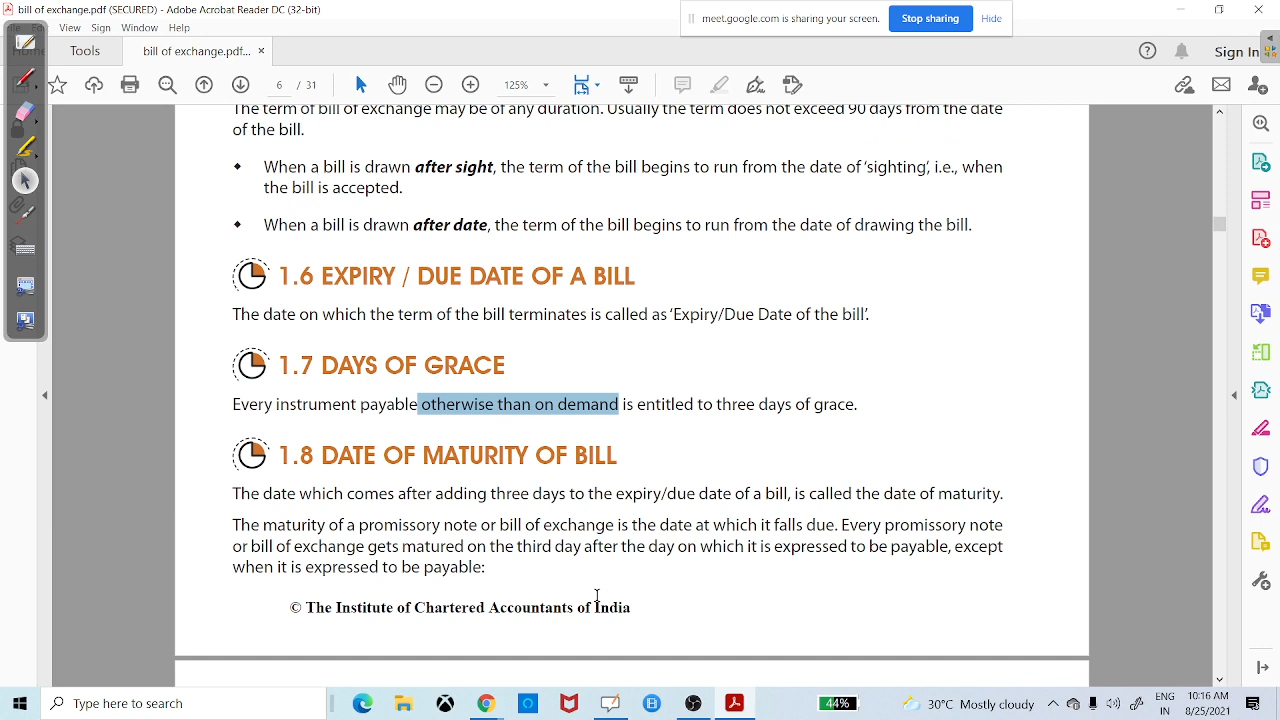 bill of exchange.pdf (SECURED) - Adobe Acrobat Reader DC (32-bit)
meet.google.com is sharing your screen.
Stop sharing
Hide
View
Sign
Window
Help
Tools
bill of exchange.pdf...
Sign In
6 / 31
125%
The term of bill of exchange may be of any duration. Usually the term does not exceed 90 days from the date
of the bill.
When a bill is drawn after sight, the term of the bill begins to run from the date of ‘sighting’, i.e., when
the bill is accepted.
When a bill is drawn after date, the term of the bill begins to run from the date of drawing the bill.
1.6 EXPIRY / DUE DATE OF A BILL
The date on which the term of the bill terminates is called as ‘Expiry/Due Date of the bill’.
1.7 DAYS OF GRACE
Every instrument payable otherwise than on demand is entitled to three days of grace.
1.8 DATE OF MATURITY OF BILL
The date which comes after adding three days to the expiry/due date of a bill, is called the date of maturity.
The maturity of a promissory note or bill of exchange is the date at which it falls due. Every promissory note
or bill of exchange gets matured on the third day after the day on which it is expressed to be payable, except
when it is expressed to be payable:
© The Institute of Chartered Accountants of India
Type here to search
44%
30°C Mostly cloudy
ENG
IN
10:16 AM
8/25/2021